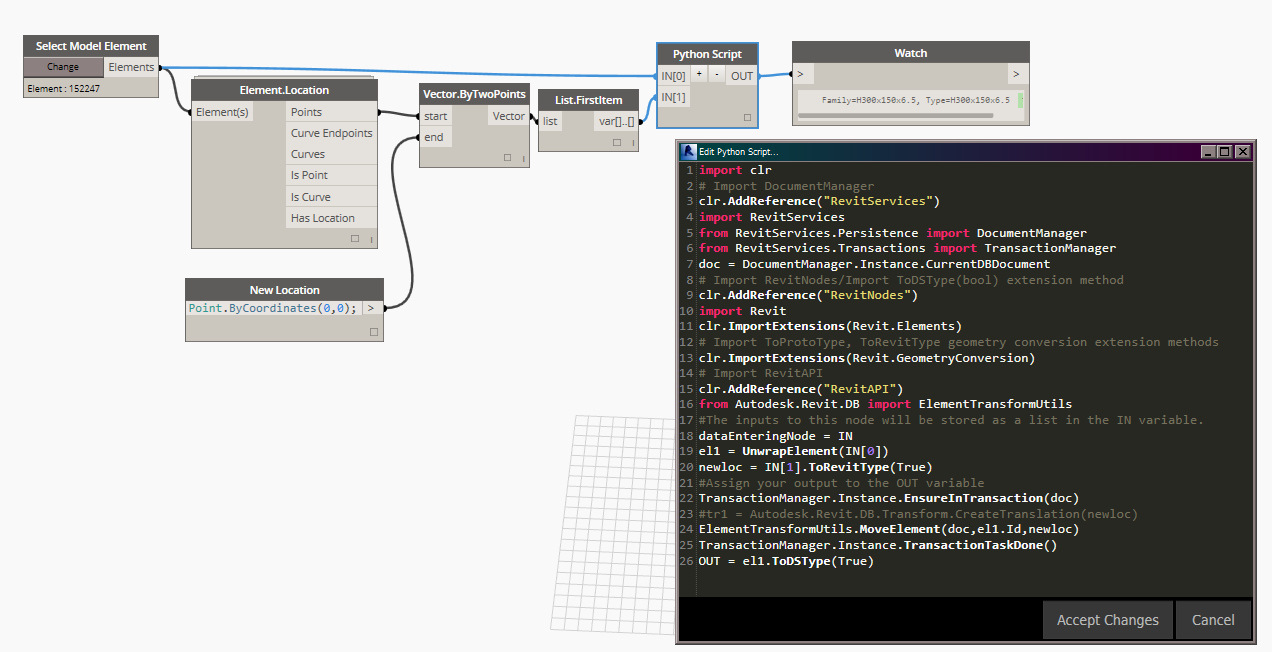 Select Model Element
Change
Elements
Element : 152247
Element.Location
Element(s)
Points
Curve Endpoints
Curves
Is Point
Is Curve
Has Location
I
New Location
Point.ByCoordinates(0,0);
>
Vector.ByTwoPoints
start
Vector
end
I
List.FirstItem
list
var[]..[]
I
Python Script
IN[0]
+
-
OUT
IN[1]
Watch
>
>
Family=H300x150x6.5, Type=H300x150x6.5
Edit Python Script...
1 import clr
2 # Import DocumentManager
3 clr.AddReference("RevitServices")
4 import RevitServices
5 from RevitServices.Persistence import DocumentManager
6 from RevitServices.Transactions import TransactionManager
7 doc = DocumentManager.Instance.CurrentDBDocument
8 # Import RevitNodes/Import ToDSType(bool) extension method
9 clr.AddReference("RevitNodes")
10 import Revit
11 clr.ImportExtensions(Revit.Elements)
12 # Import ToProtoType, ToRevitType geometry conversion extension methods
13 clr.ImportExtensions(Revit.GeometryConversion)
14 # Import RevitAPI
15 clr.AddReference("RevitAPI")
16 from Autodesk.Revit.DB import ElementTransformUtils
17 #The inputs to this node will be stored as a list in the IN variable.
18 dataEnteringNode = IN
19 el1 = UnwrapElement(IN[0])
20 newloc = IN[1].ToRevitType(True)
21 #Assign your output to the OUT variable
22 TransactionManager.Instance.EnsureInTransaction(doc)
23 #tr1 = Autodesk.Revit.DB.Transform.CreateTranslation(newloc)
24 ElementTransformUtils.MoveElement(doc,el1.Id,newloc)
25 TransactionManager.Instance.TransactionTaskDone()
26 OUT = el1.ToDSType(True)
Accept Changes
Cancel